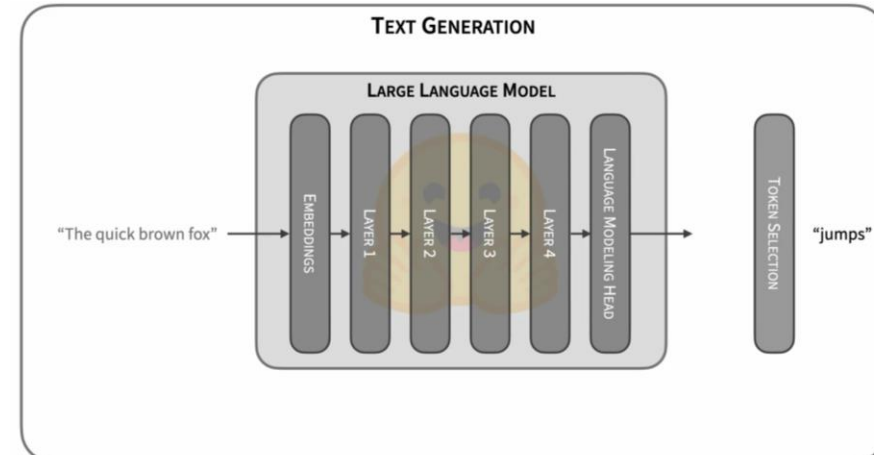 TEXT GENERATION
LARGE LANGUAGE MODEL
"The quick brown fox"
EMBEDDINGS
LAYER 1
LAYER 2
LAYER 3
LAYER 4
LANGUAGE MODELING HEAD
TOKEN SELECTION
"jumps"